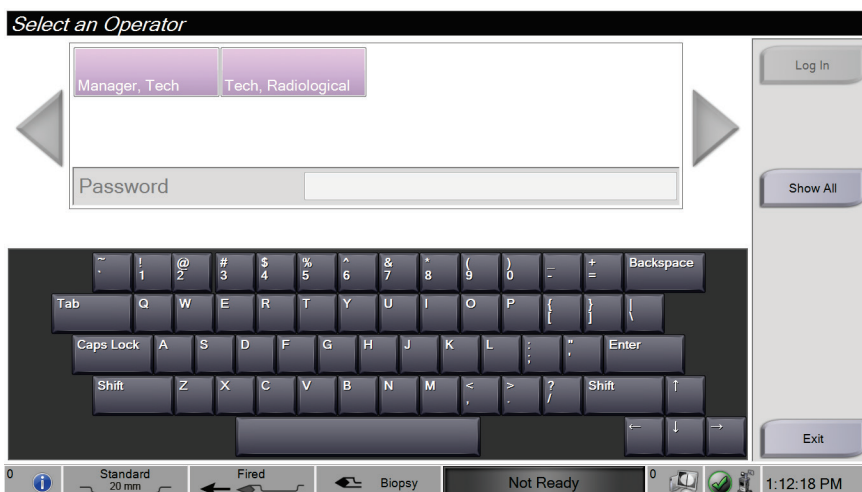 Select an Operator
Manager, Tech Tech, Radiological
Log In
Password
Show All
~ ! @ # $ % ^ & * ( ) _ + Backspace
` 1 2 3 4 5 6 7 8 9 0 - =
Tab Q W E R T Y U I O P { } |
[ ] \
Caps Lock A S D F G H J K L : " Enter
; '
Shift Z X C V B N M < > ? Shift ↑
, . /
← ↓ →
Exit
0 Standard Fired Biopsy Not Ready 0 1:12:18 PM
20 mm